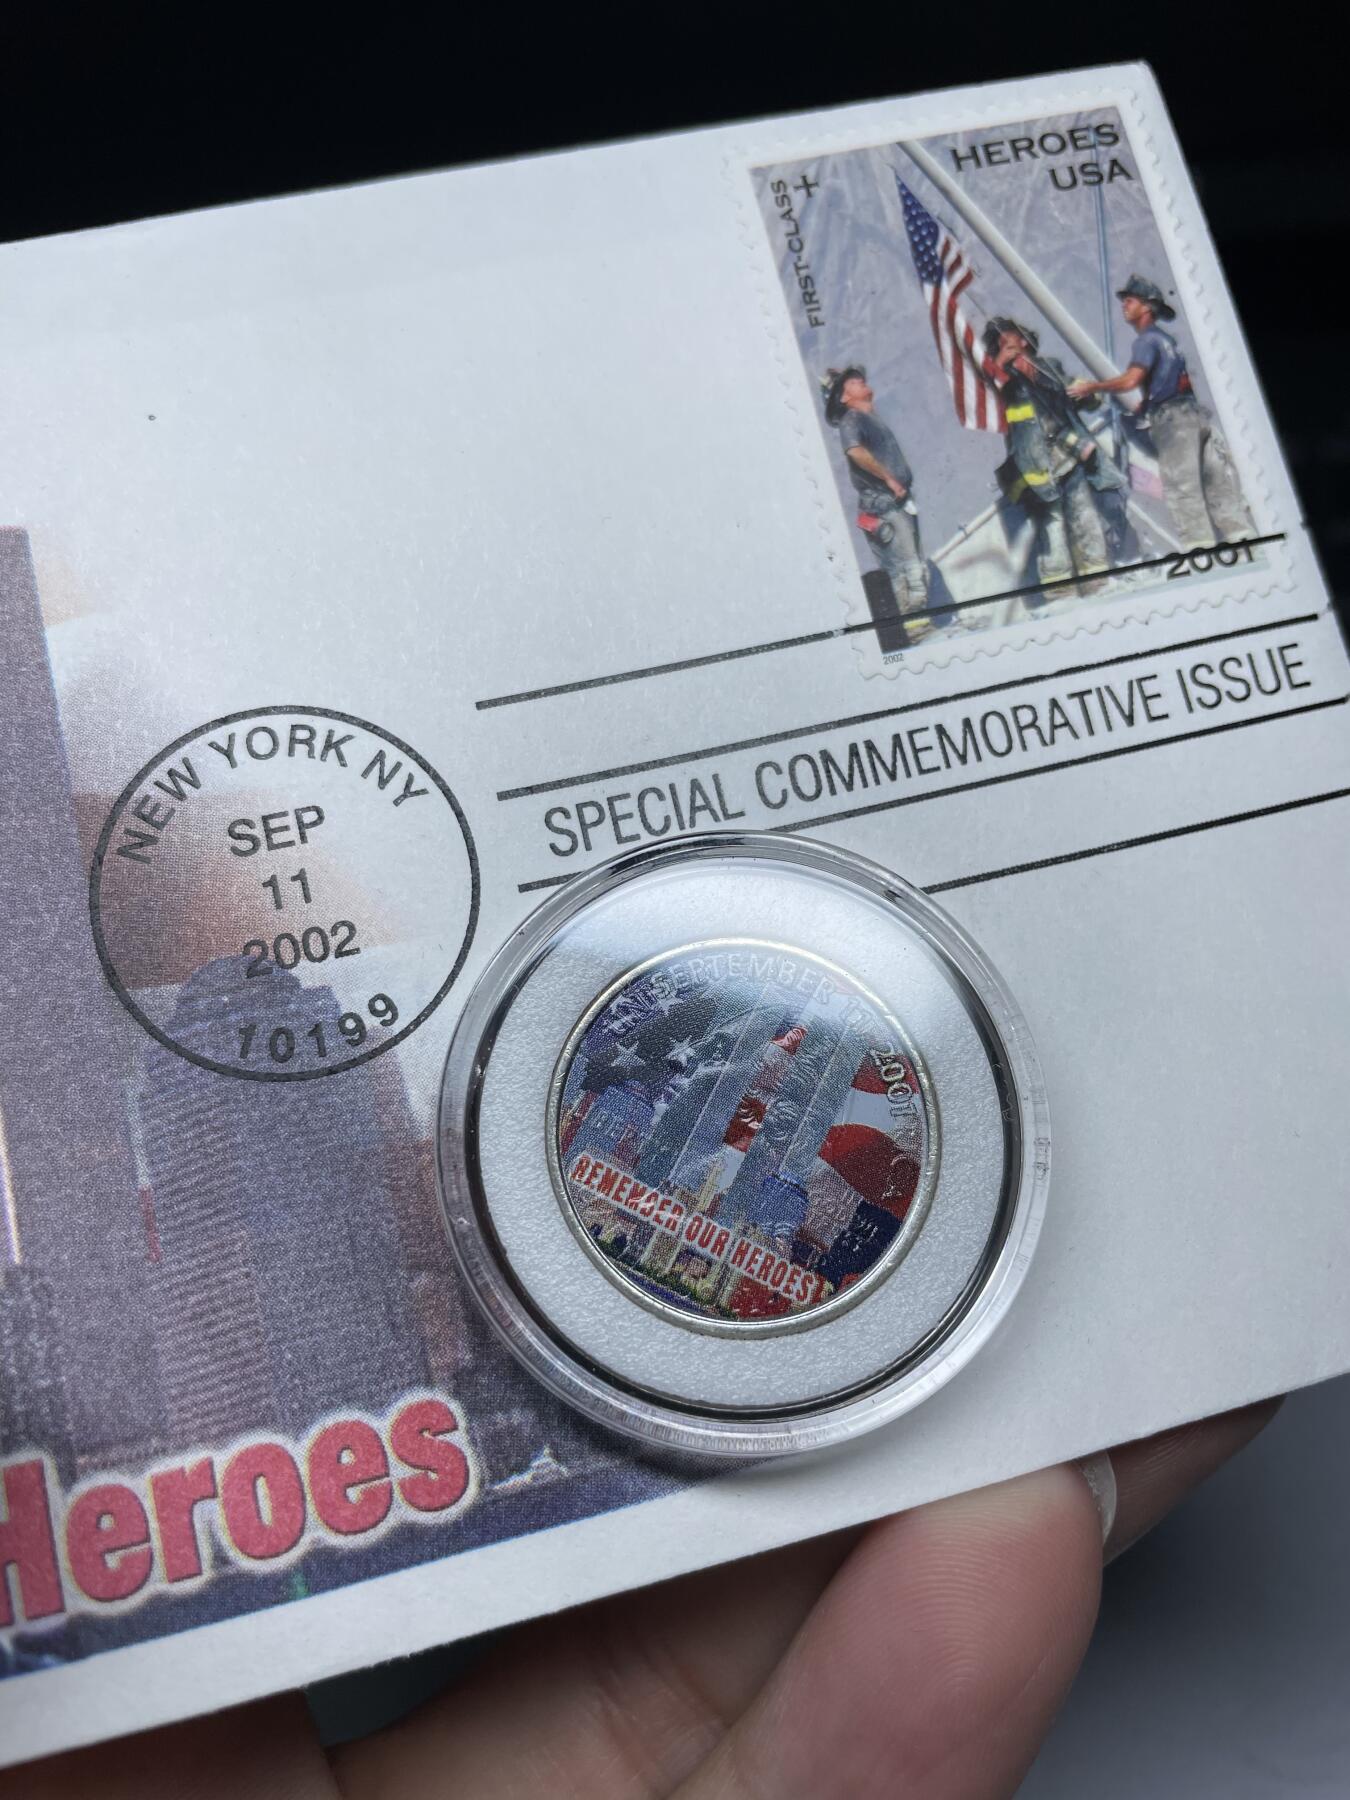 HEROES
USA
FIRST-CLASS
+
2001
2002
SPECIAL COMMEMORATIVE ISSUE
NEW YORK NY
SEP
11
2002
10199
SEPTEMBER 11, 2001
REMEMBER OUR HEROES!
Heroes